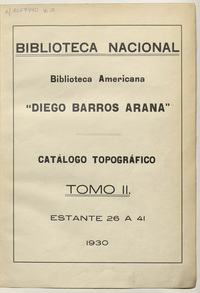 BIBLIOTECA NACIONAL
Biblioteca Americana
"DIEGO BARROS ARANA"
CATÁLOGO TOPOGRÁFICO
TOMO II,
ESTANTE 26 A 41
1930